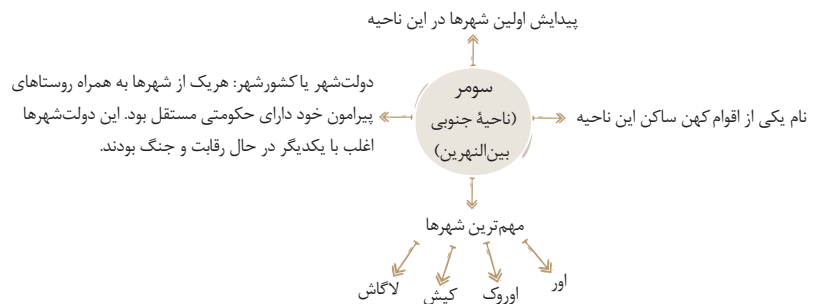 پیدایش اولین شهرها در این ناحیه
سومر
(ناحیهٔ جنوبی
بین‌النهرین)
نام یکی از اقوام کهن ساکن این ناحیه
دولت‌شهر یا کشورشهر: هریک از شهرها به همراه روستاهای
پیرامون خود دارای حکومتی مستقل بود. این دولت‌شهرها
اغلب با یکدیگر در حال رقابت و جنگ بودند.
مهم‌ترین شهرها
اور
اوروک
کیش
لاگاش